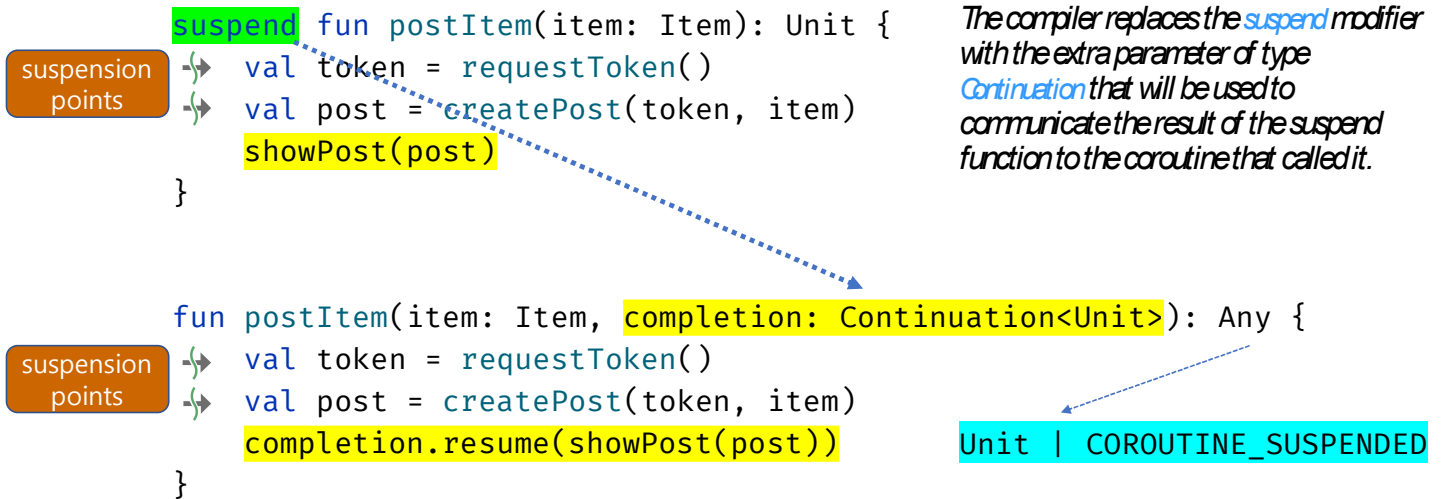 suspend fun postItem(item: Item): Unit {
suspension
points
val token = requestToken()
val post = createPost(token, item)
showPost(post)
}
The compiler replaces the suspend modifier
with the extra parameter of type
Continuation that will be used to
communicate the result of the suspend
function to the coroutine that called it.
fun postItem(item: Item, completion: Continuation<Unit>): Any {
suspension
points
val token = requestToken()
val post = createPost(token, item)
completion.resume(showPost(post))
}
Unit | COROUTINE_SUSPENDED